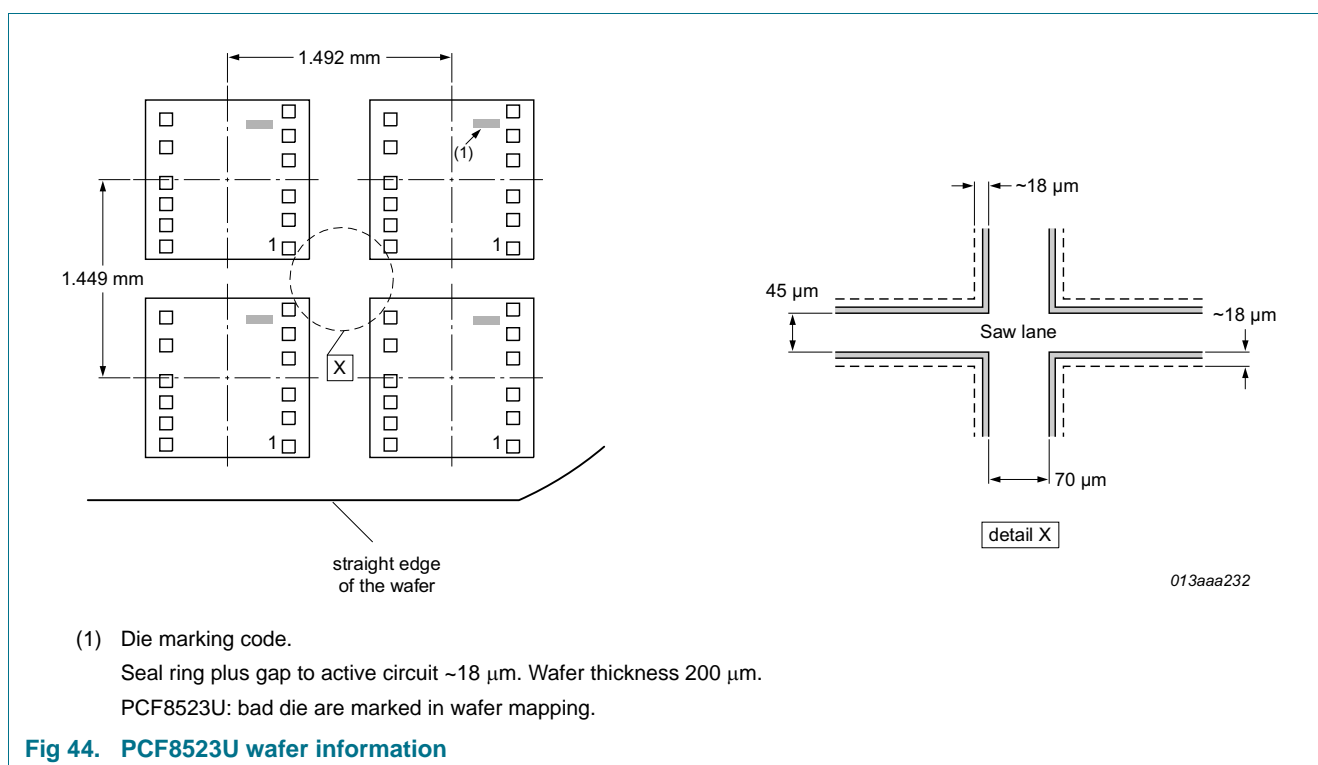 1.492 mm
(1)
1.449 mm
1
1
X
1
1
straight edge
of the wafer
~18 μm
45 μm
~18 μm
Saw lane
70 μm
detail X
013aaa232
(1) Die marking code.
Seal ring plus gap to active circuit ~18 μm. Wafer thickness 200 μm.
PCF8523U: bad die are marked in wafer mapping.
Fig 44. PCF8523U wafer information